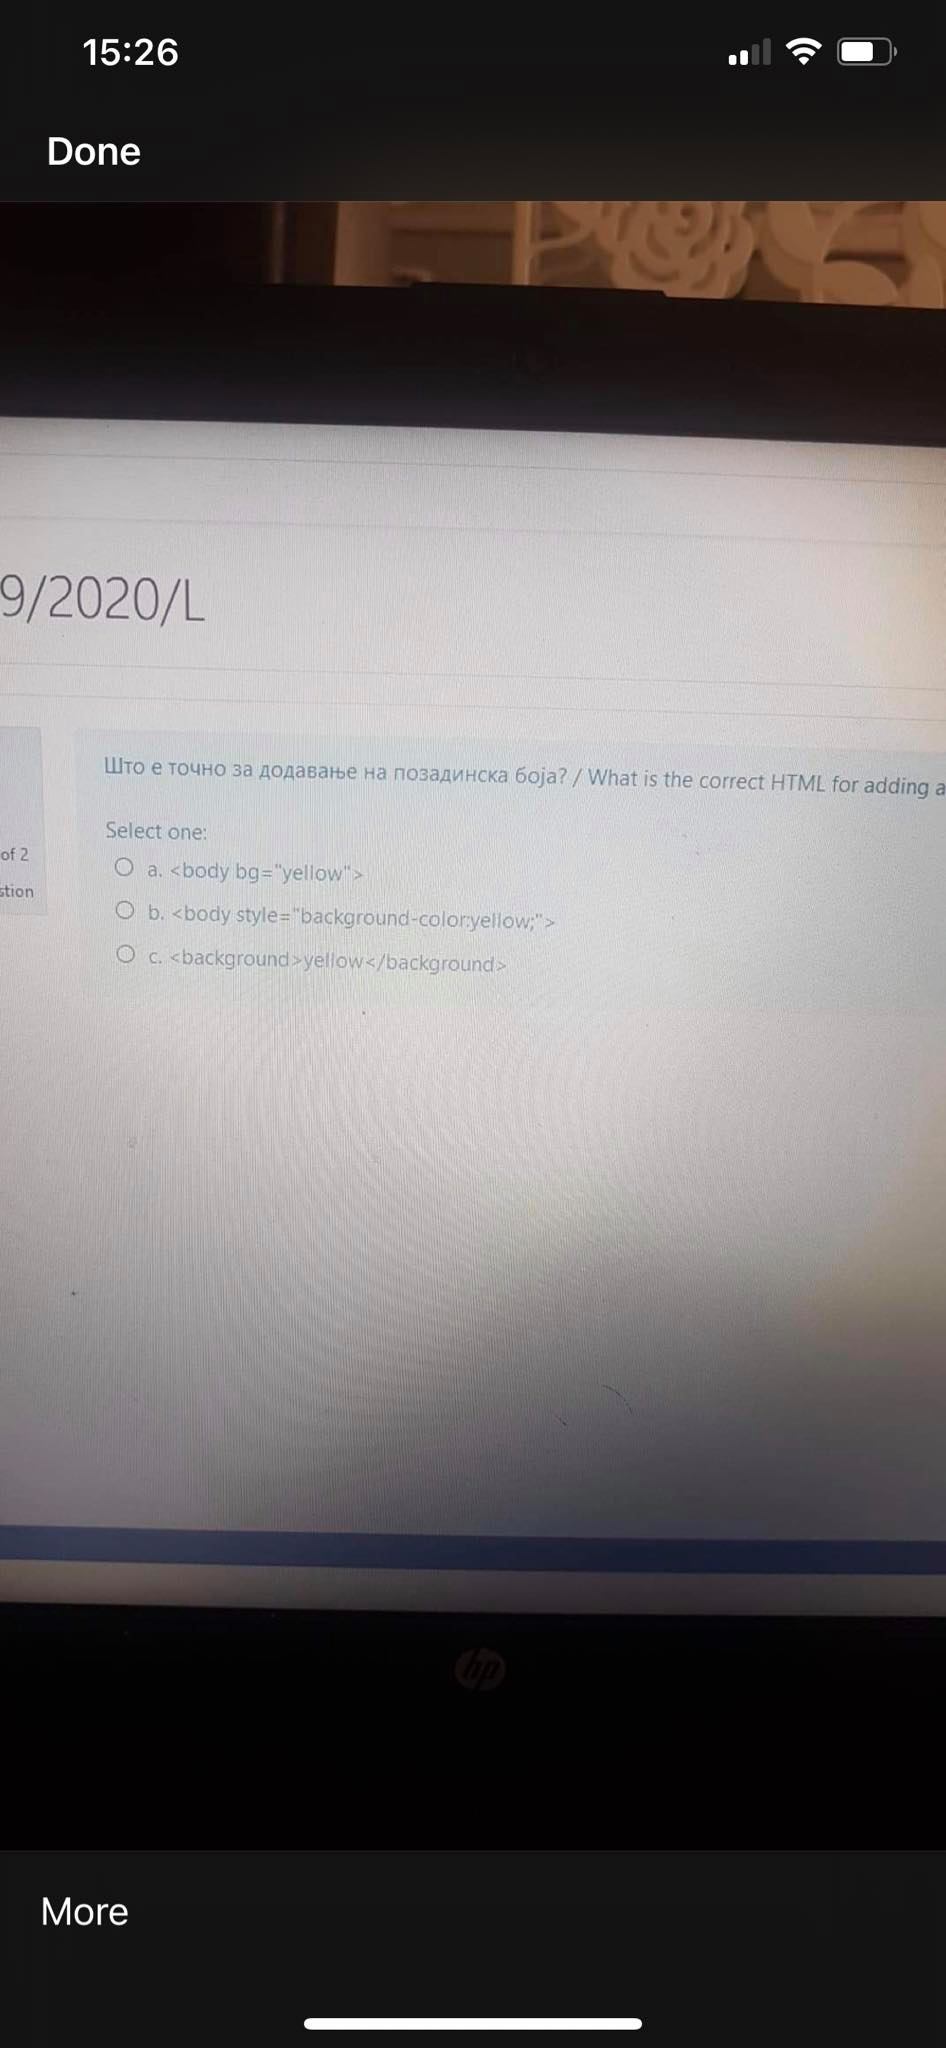 15:26
Done
9/2020/L
Што е точно за додавање на позадинска боја? / What is the correct HTML for adding a
Select one:
of 2
a. <body bg="yellow">
stion
b. <body style="background-color:yellow;">
c. <background>yellow</background>
hp
More